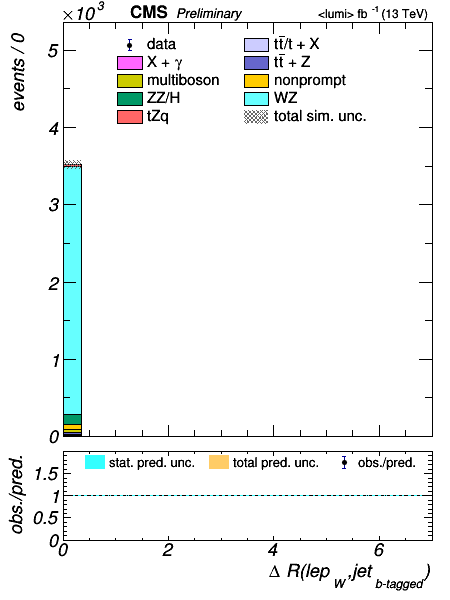 ×10³ CMS Preliminary <lumi> fb ⁻¹ (13 TeV)
events / 0
5
4
3
2
1
0
data
X + γ
multiboson
ZZ/H
tZq
tt̄/t + X
tt̄ + Z
nonprompt
WZ
total sim. unc.
obs./pred.
1.5
1
0.5
0
stat. pred. unc. total pred. unc. obs./pred.
0 2 4 6
Δ R(lep_W,jet_b-tagged)